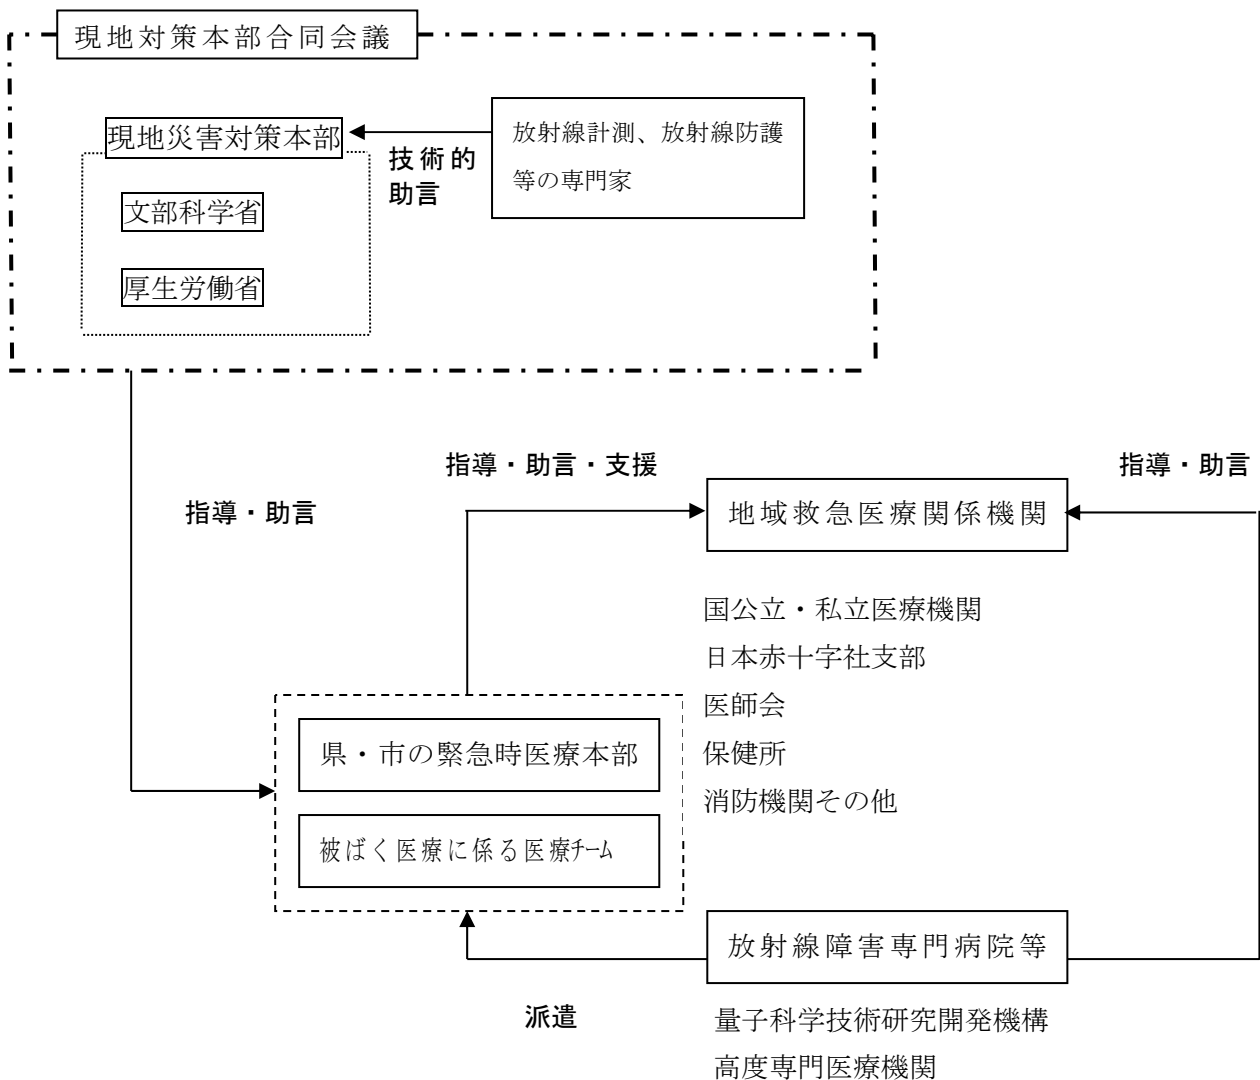 現地対策本部合同会議
現地災害対策本部
技術的
助言
放射線計測、放射線防護
等の専門家
文部科学省
厚生労働省
指導・助言
指導・助言・支援
指導・助言
地域救急医療関係機関
国公立・私立医療機関
日本赤十字社支部
医師会
保健所
消防機関その他
県・市の緊急時医療本部
被ばく医療に係る医療チーム
放射線障害専門病院等
派遣
量子科学技術研究開発機構
高度専門医療機関